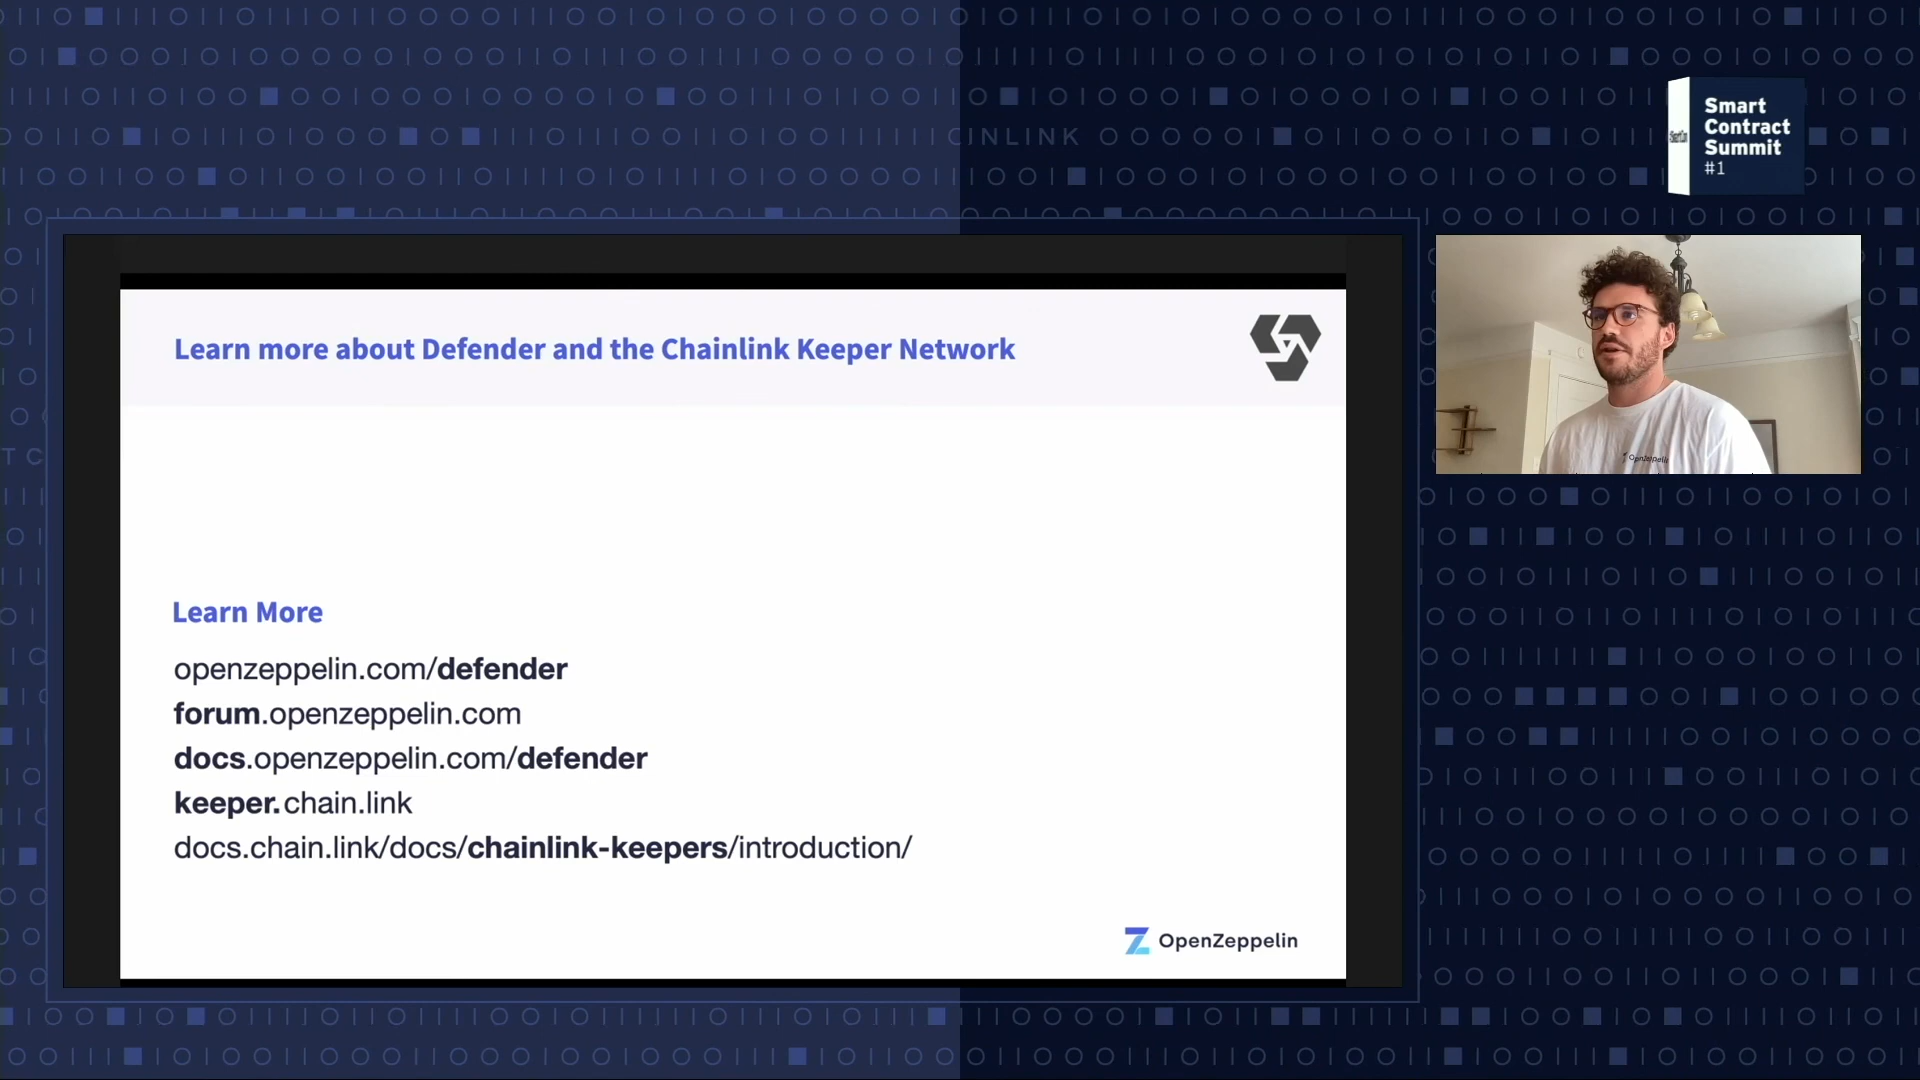 INLINK
Smart
Contract
Summit
#1
Learn more about Defender and the Chainlink Keeper Network
Learn More
openzeppelin.com/defender
forum.openzeppelin.com
docs.openzeppelin.com/defender
keeper.chain.link
docs.chain.link/docs/chainlink-keepers/introduction/
OpenZeppelin
OpenZeppelin